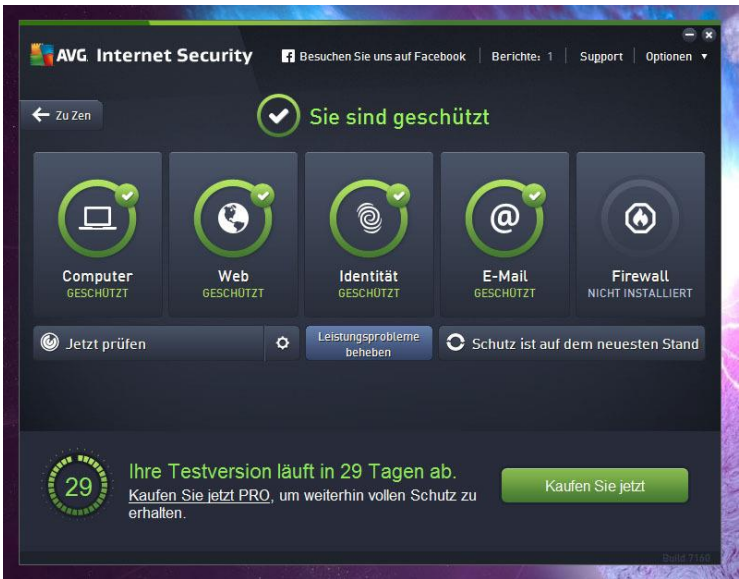 AVG Internet Security
Besuchen Sie uns auf Facebook
Berichte: 1
Support
Optionen
Zu Zen
Sie sind geschützt
Computer
GESCHÜTZT
Web
GESCHÜTZT
Identität
GESCHÜTZT
E-Mail
GESCHÜTZT
Firewall
NICHT INSTALLIERT
Jetzt prüfen
Leistungsprobleme
beheben
Schutz ist auf dem neuesten Stand
29
Ihre Testversion läuft in 29 Tagen ab.
Kaufen Sie jetzt PRO, um weiterhin vollen Schutz zu
erhalten.
Kaufen Sie jetzt
Build 7160